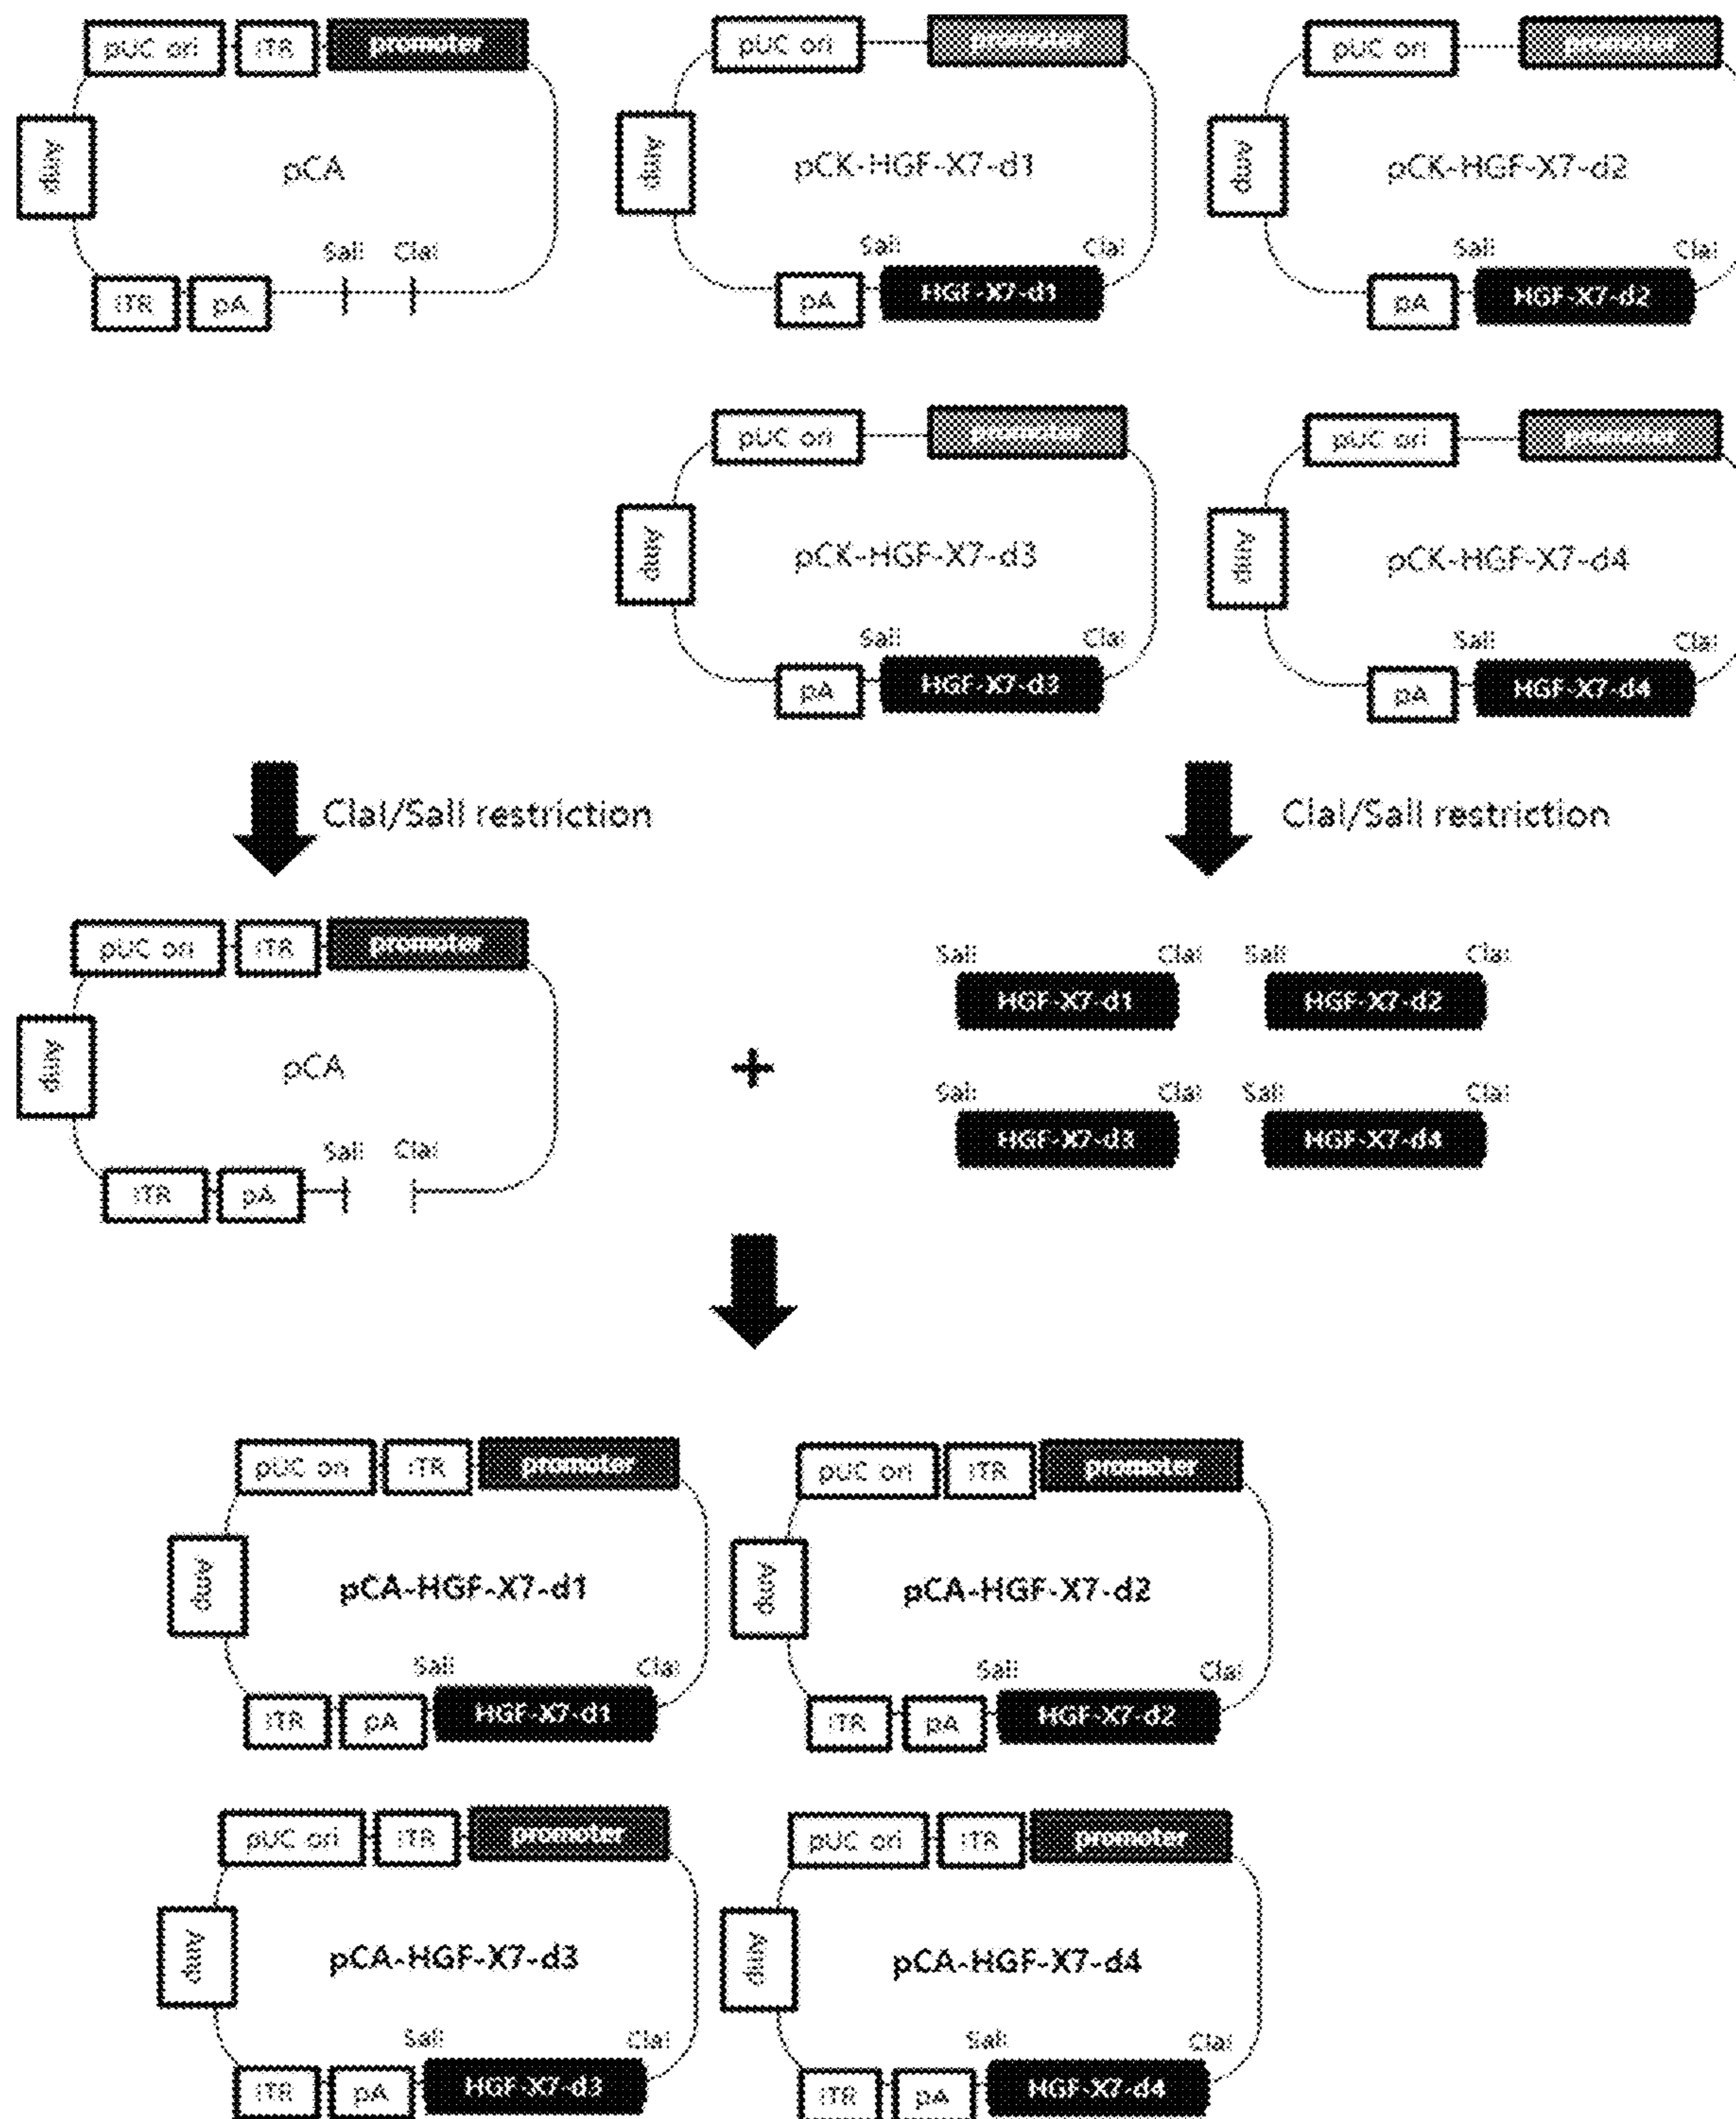 pUC ori ITR promoter
pUC ori promoter
pUC ori promoter
Amp
pCA
Amp
pCK-HGF-X7-d1
Amp
pCK-HGF-X7-d2
SalI ClaI
SalI ClaI
SalI ClaI
ITR pA
pA HGF-X7-d1
pA HGF-X7-d2
pUC ori promoter
pUC ori promoter
Amp
pCK-HGF-X7-d3
Amp
pCK-HGF-X7-d4
SalI ClaI
SalI ClaI
pA HGF-X7-d3
pA HGF-X7-d4
ClaI/SalI restriction
ClaI/SalI restriction
pUC ori ITR promoter
SalI ClaI SalI ClaI
HGF-X7-d1 HGF-X7-d2
Amp
pCA
+
SalI ClaI SalI ClaI
HGF-X7-d3 HGF-X7-d4
SalI ClaI
ITR pA
pUC ori ITR promoter
pUC ori ITR promoter
Amp
pCA-HGF-X7-d1
Amp
pCA-HGF-X7-d2
SalI ClaI
SalI ClaI
ITR pA HGF-X7-d1
ITR pA HGF-X7-d2
pUC ori ITR promoter
pUC ori ITR promoter
Amp
pCA-HGF-X7-d3
Amp
pCA-HGF-X7-d4
SalI ClaI
SalI ClaI
ITR pA HGF-X7-d3
ITR pA HGF-X7-d4